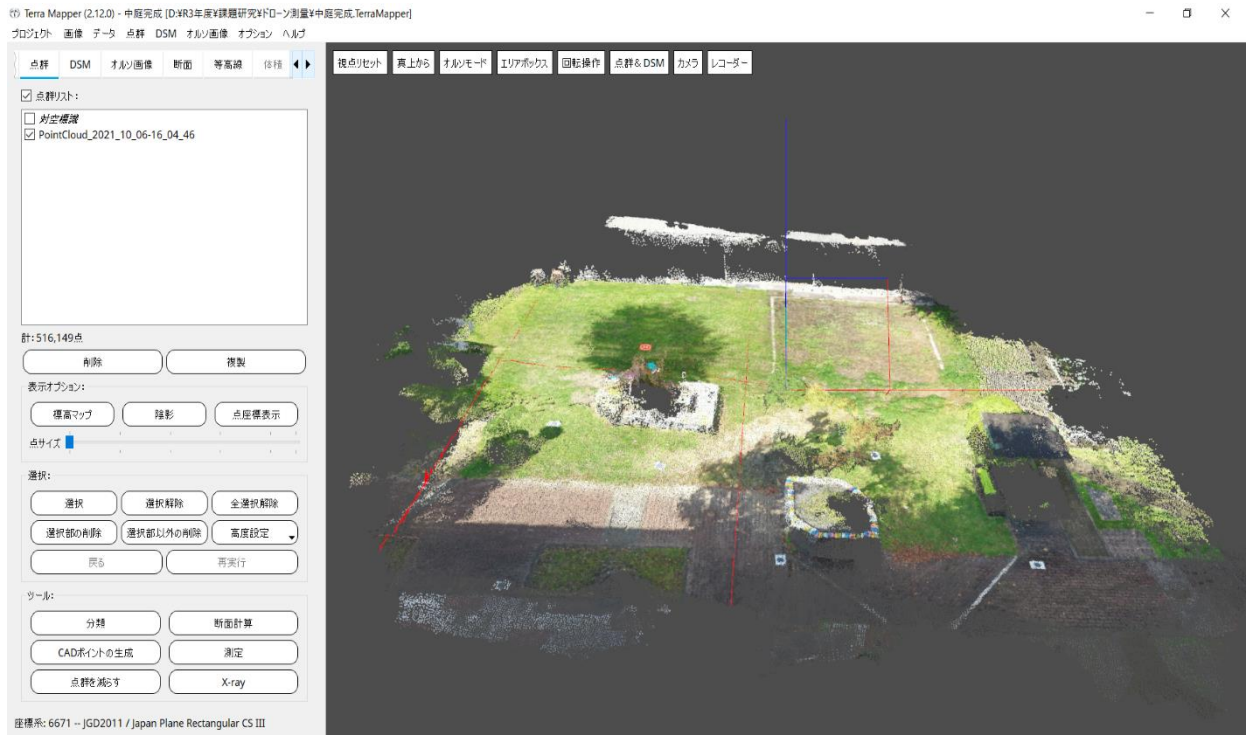 Terra Mapper (2.12.0) - 中庭完成 [D:¥R3年度¥課題研究¥ドローン測量¥中庭完成.TerraMapper]
プロジェクト 画像 データ 点群 DSM オルソ画像 オプション ヘルプ
点群 DSM オルソ画像 断面 等高線 体積
視点リセット 真上から オルソモード エリアボックス 回転操作 点群&DSM カメラ レコーダー
点群リスト:
対空標識
PointCloud_2021_10_06-16_04_46
計:516,149点
削除 複製
表示オプション:
標高マップ 陰影 点座標表示
点サイズ
選択:
選択 選択解除 全選択解除
選択部の削除 選択部以外の削除 高度設定
戻る 再実行
ツール:
分類 断面計算
CADポイントの生成 測定
点群を減らす X-ray
座標系: 6671 -- JGD2011 / Japan Plane Rectangular CS III